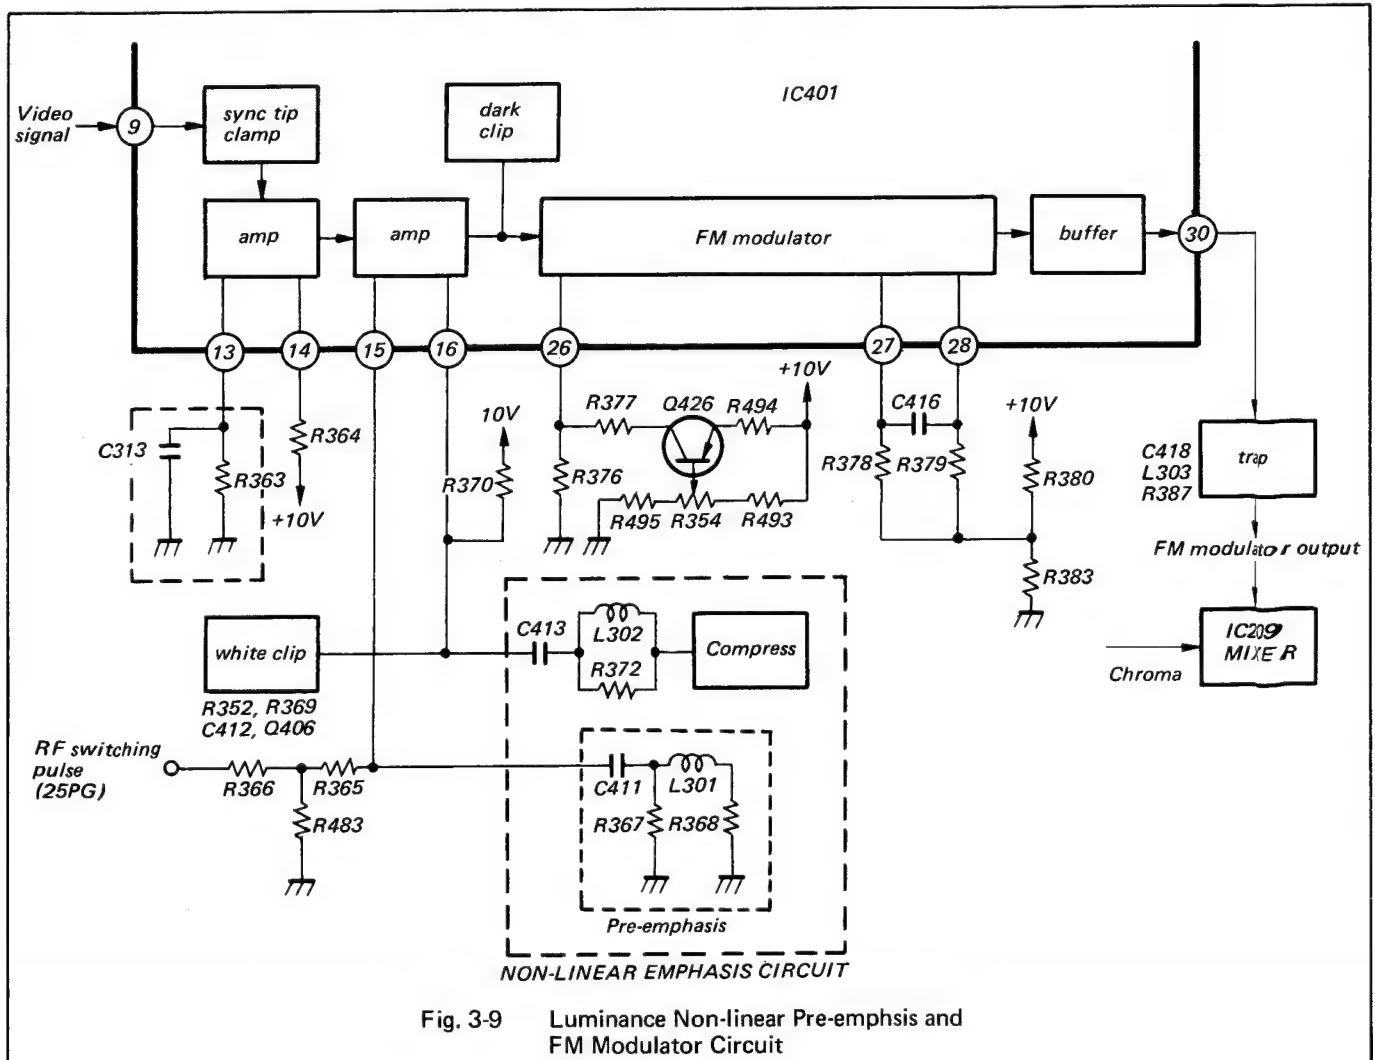 IC401
Video
signal
9
sync tip
clamp
dark
clip
amp
amp
FM modulator
buffer
30
13
14
15
16
26
27
28
C313
R363
R364
+10V
10V
R370
R377
Q426
R494
+10V
R376
R495
R354
R493
C416
R378
R379
+10V
R380
R383
C418
L303
R387
trap
FM modulator output
IC209
MIXER
Chroma
white clip
R352, R369
C412, Q406
C413
L302
R372
Compress
RF switching
pulse
(25PG)
R366
R365
R483
C411
L301
R367
R368
Pre-emphasis
NON-LINEAR EMPHASIS CIRCUIT
Fig. 3-9 Luminance Non-linear Pre-emphsis and
FM Modulator Circuit